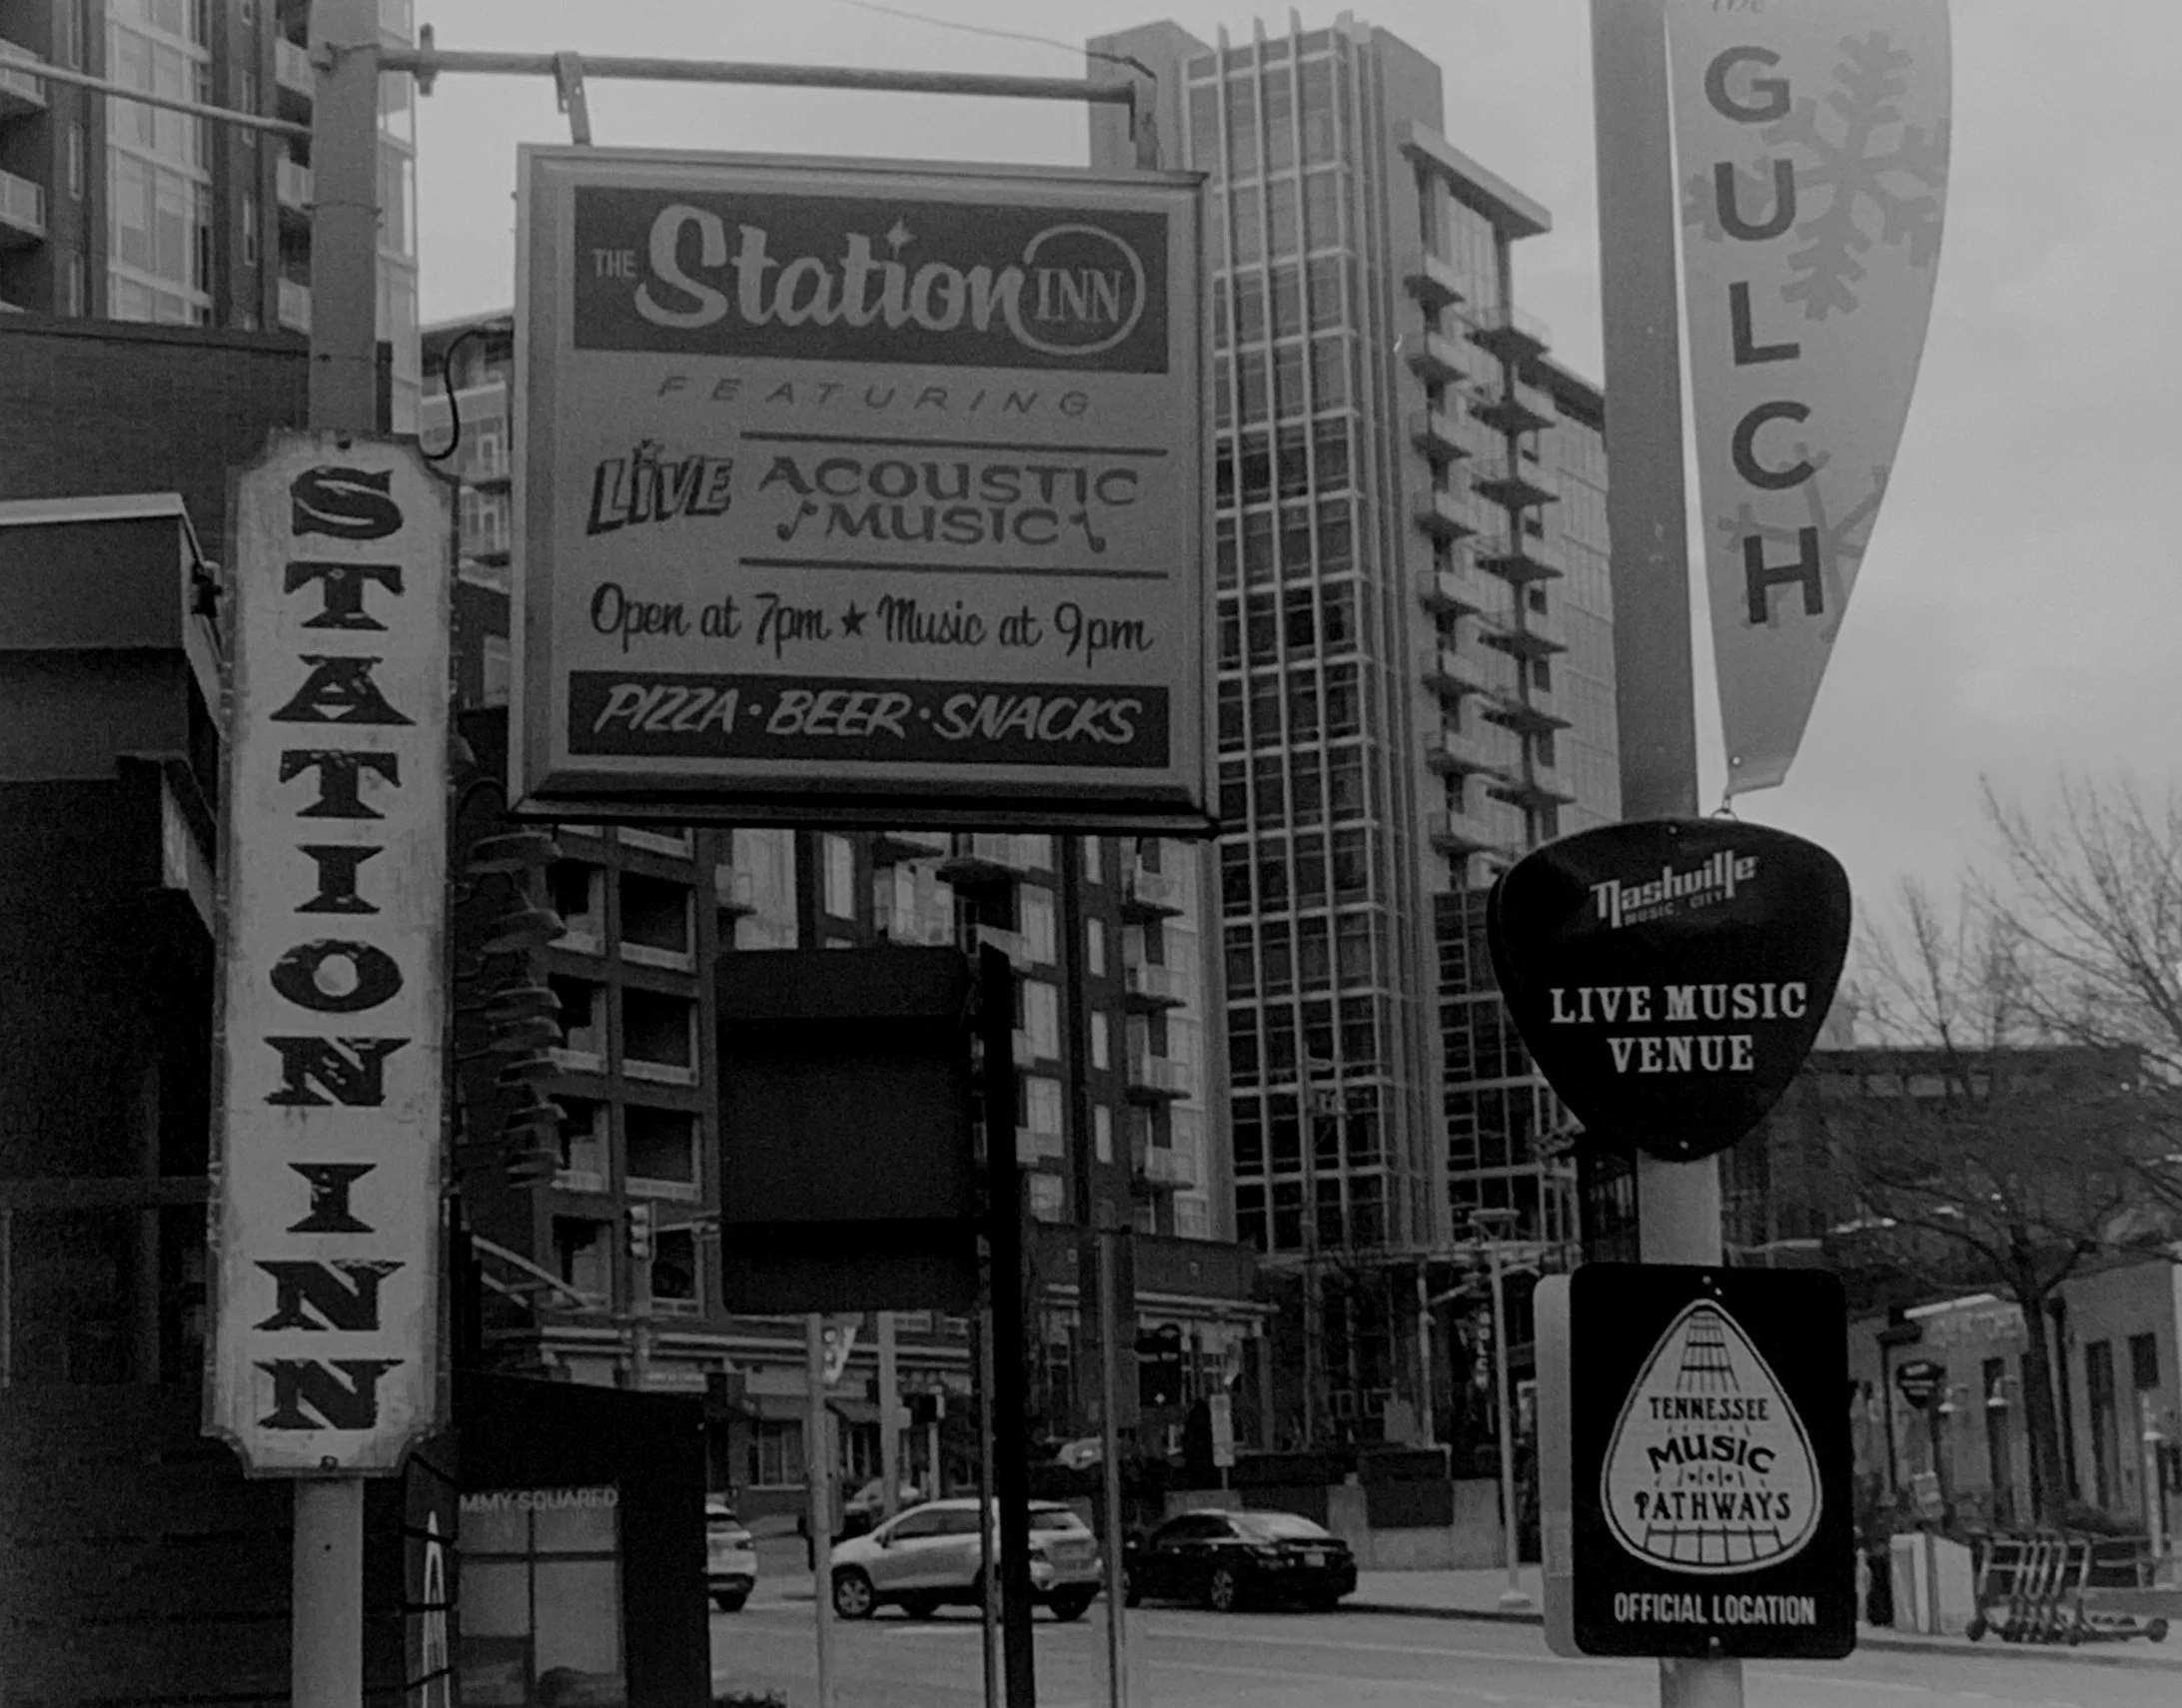 STATION INN
THE Station INN
FEATURING
LIVE ACOUSTIC
MUSIC
Open at 7pm ★ Music at 9pm
PIZZA • BEER • SNACKS
the
GULCH
Nashville
MUSIC CITY
LIVE MUSIC
VENUE
TENNESSEE
MUSIC
PATHWAYS
OFFICIAL LOCATION
MMY SQUARED